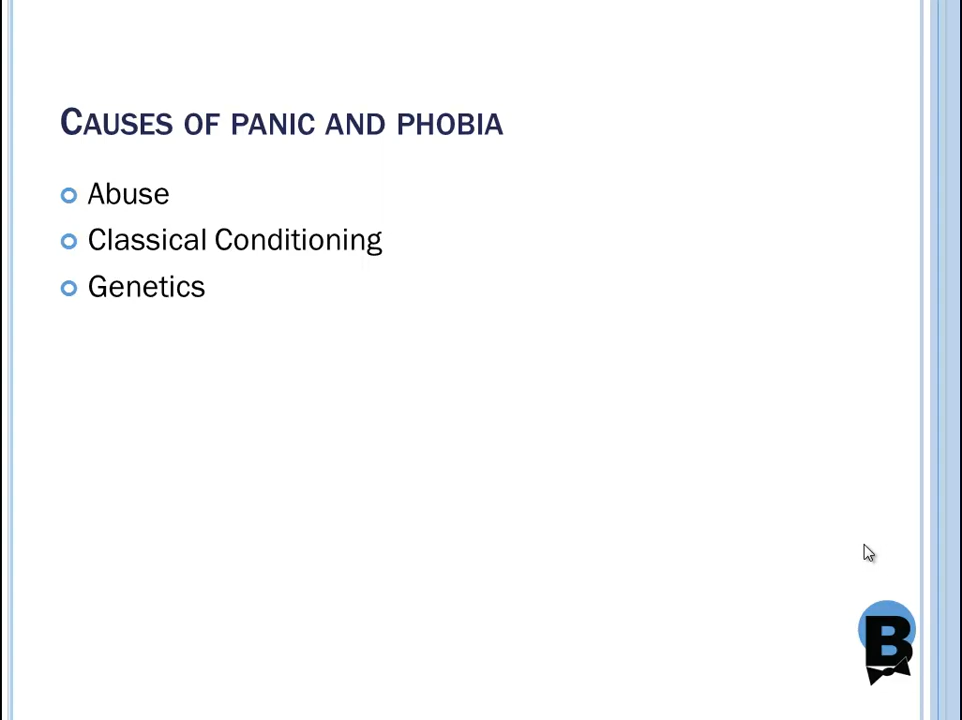 Causes of panic and phobia
Abuse
Classical Conditioning
Genetics
B